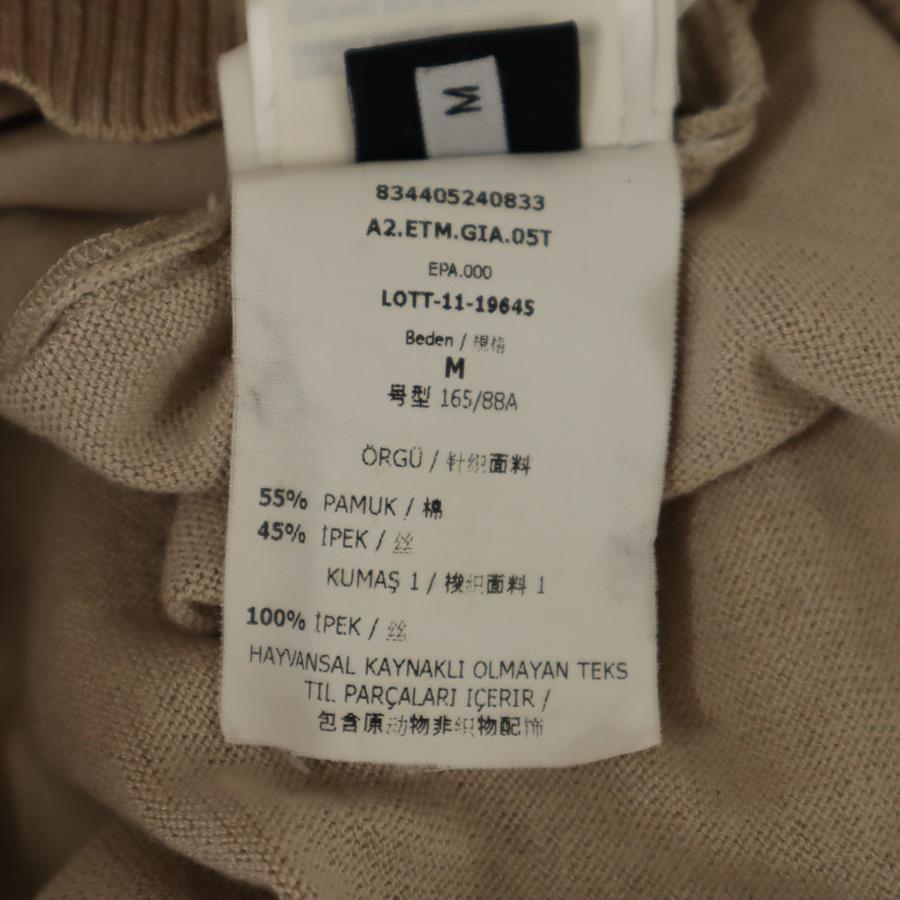 M
834405240833
A2.ETM.GIA.05T
EPA.000
LOTT-11-19645
Beden / 規格
M
号型 165/88A
ÖRGÜ / 针织面料
55% PAMUK / 棉
45% İPEK / 丝
KUMAŞ 1 / 梭织面料 1
100% İPEK / 丝
HAYVANSAL KAYNAKLI OLMAYAN TEKS
TIL PARÇALARI IÇERIR /
包含原动物非织物配饰